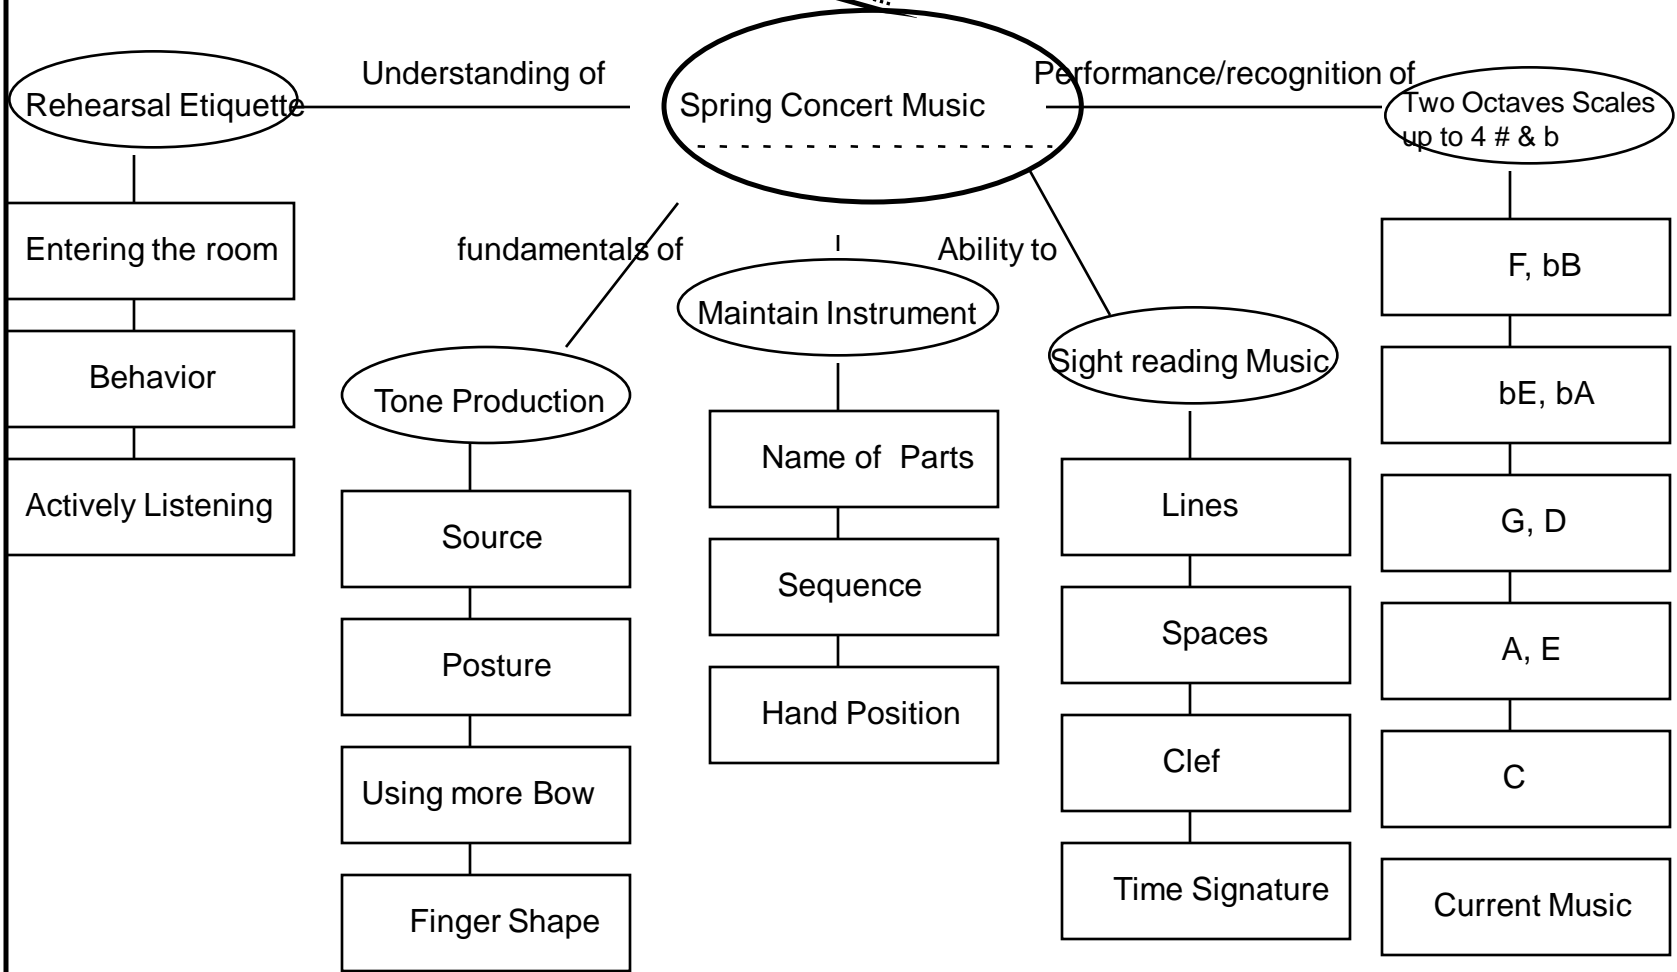 Understanding of
Performance/recognition of
Rehearsal Etiquette
Spring Concert Music
Two Octaves Scales
up to 4 # & b
fundamentals of
Ability to
Entering the room
Behavior
Actively Listening
Tone Production
Source
Posture
Using more Bow
Finger Shape
Maintain Instrument
Name of Parts
Sequence
Hand Position
Sight reading Music
Lines
Spaces
Clef
Time Signature
F, bB
bE, bA
G, D
A, E
C
Current Music